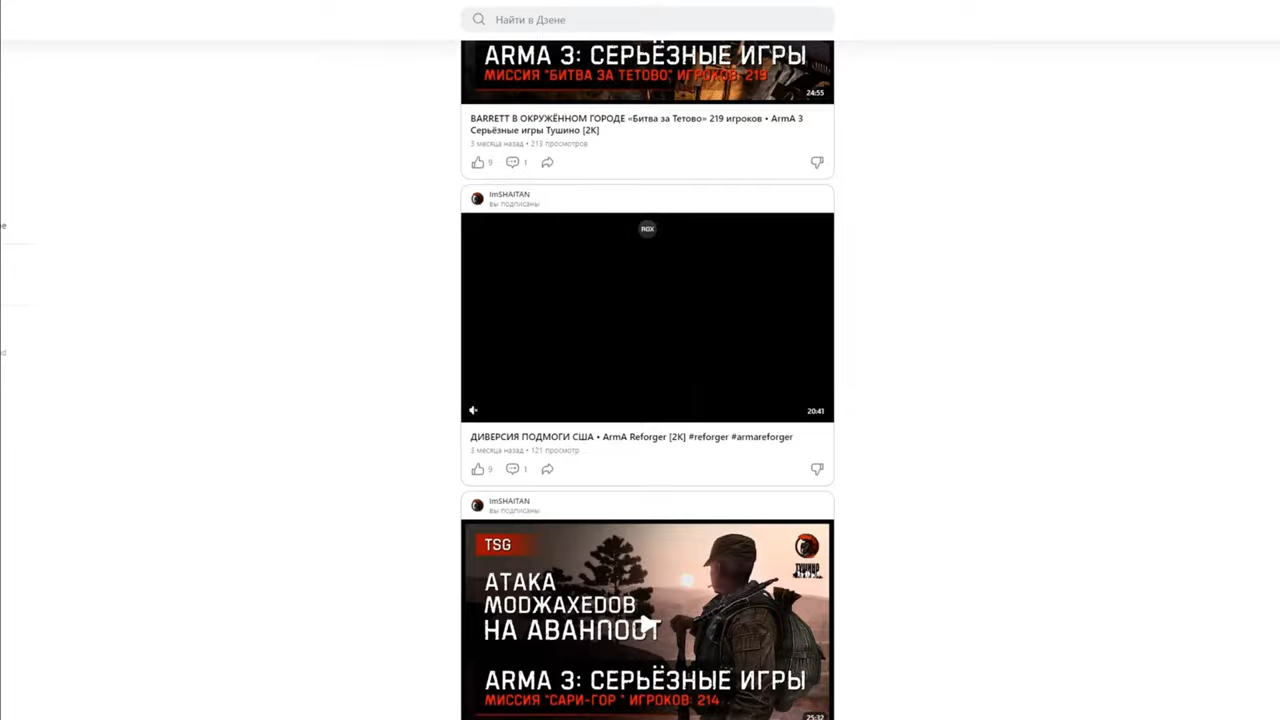 Найти в Дзене
ARMA 3: СЕРЬЁЗНЫЕ ИГРЫ
МИССИЯ "БИТВА ЗА ТЕТОВО" ИГРОКОВ: 219
24:55
BARRETT В ОКРУЖЁННОМ ГОРОДЕ «Битва за Тетово» 219 игроков • ArmA 3
Серьёзные игры Тушино [2K]
3 месяца назад • 213 просмотров
9
1
ImSHAITAN
вы подписаны
RGX
20:41
ДИВЕРСИЯ ПОДМОГИ США • ArmA Reforger [2K] #reforger #armareforger
3 месяца назад • 121 просмотр
9
1
ImSHAITAN
вы подписаны
TSG
ТУШИНО
АТАКА
МОДЖАХЕДОВ
НА АВАНПОСТ
ARMA 3: СЕРЬЁЗНЫЕ ИГРЫ
МИССИЯ "САРИ-ГОР " ИГРОКОВ: 214
25:32